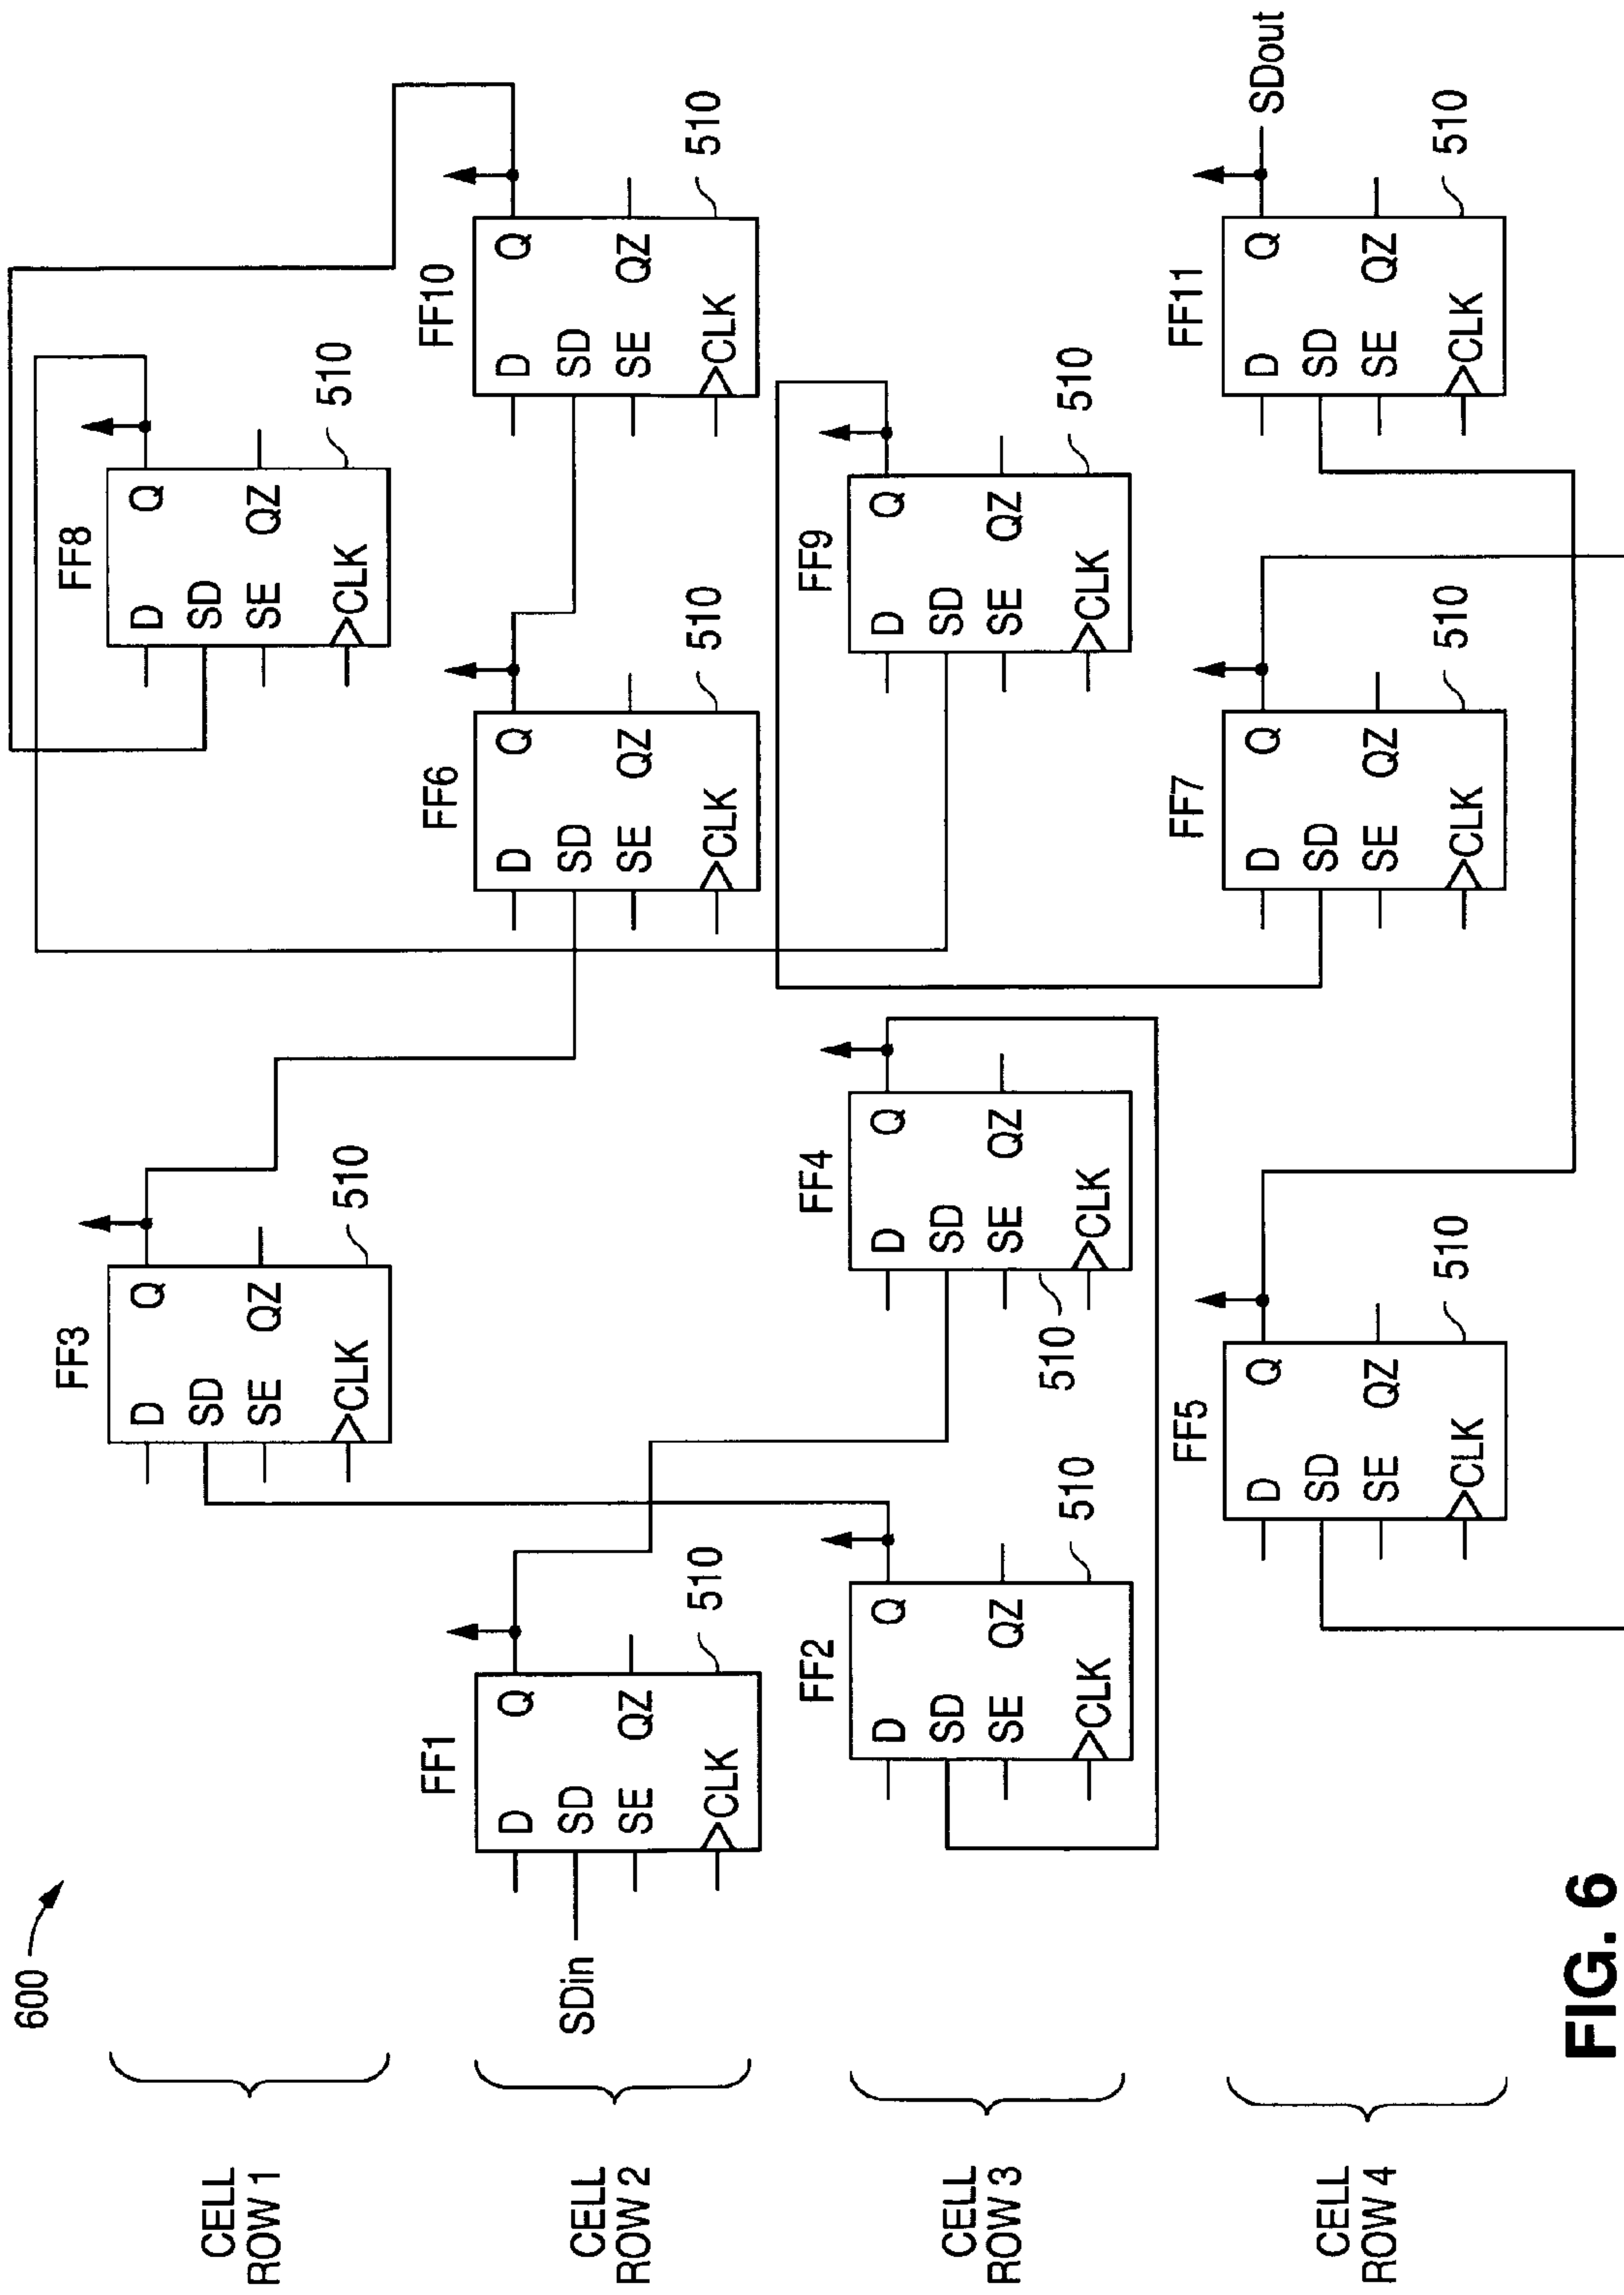 600
CELL
ROW 1
FF3
D
Q
SD
SE
QZ
CLK
510
FF8
D
Q
SD
SE
QZ
CLK
510
CELL
ROW 2
SDin
FF1
D
Q
SD
SE
QZ
CLK
510
FF6
D
Q
SD
SE
QZ
CLK
510
FF10
D
Q
SD
SE
QZ
CLK
510
CELL
ROW 3
FF2
D
Q
SD
SE
QZ
CLK
510
FF4
D
Q
SD
SE
QZ
CLK
510
FF9
D
Q
SD
SE
QZ
CLK
510
CELL
ROW 4
FF5
D
Q
SD
SE
QZ
CLK
510
FF7
D
Q
SD
SE
QZ
CLK
510
FF11
D
Q
SD
SE
QZ
CLK
510
SDout
FIG. 6